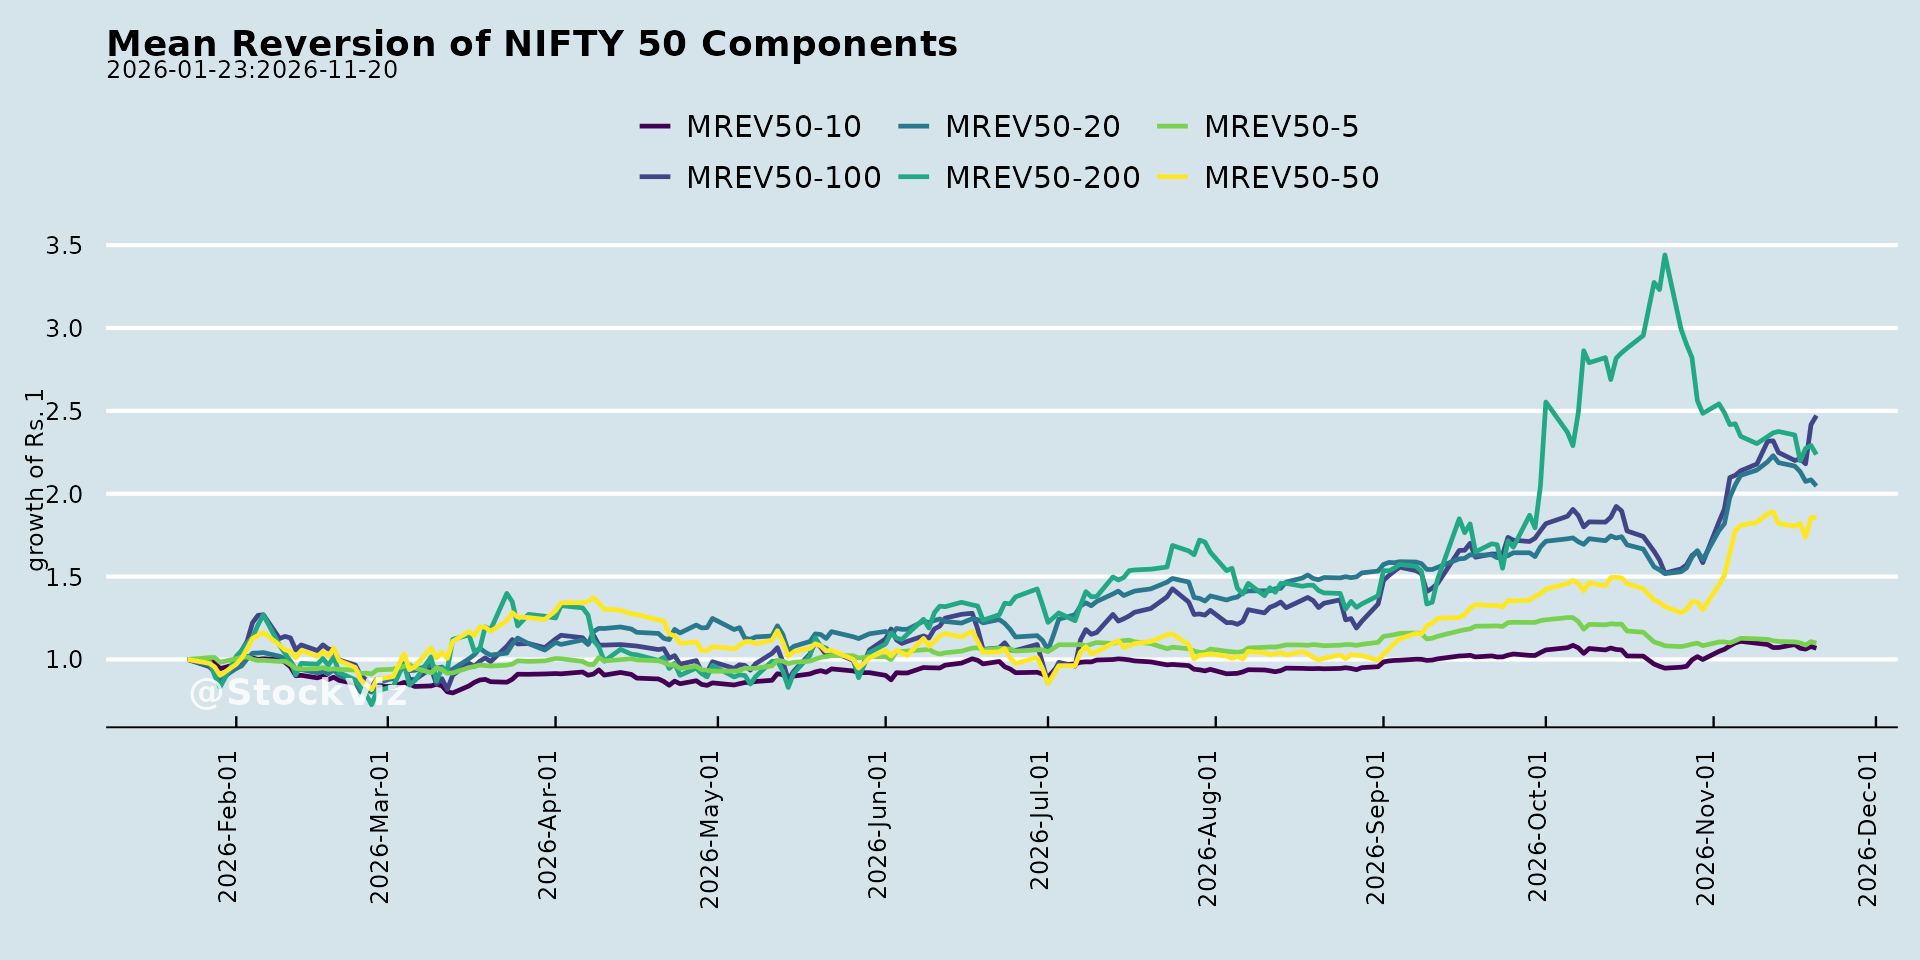 Mean Reversion of NIFTY 50 Components
2026-01-23:2026-11-20
MREV50-10 MREV50-20 MREV50-5
MREV50-100 MREV50-200 MREV50-50
growth of Rs. 1
3.5
3.0
2.5
2.0
1.5
1.0
@StockViz
2026-Feb-01
2026-Mar-01
2026-Apr-01
2026-May-01
2026-Jun-01
2026-Jul-01
2026-Aug-01
2026-Sep-01
2026-Oct-01
2026-Nov-01
2026-Dec-01